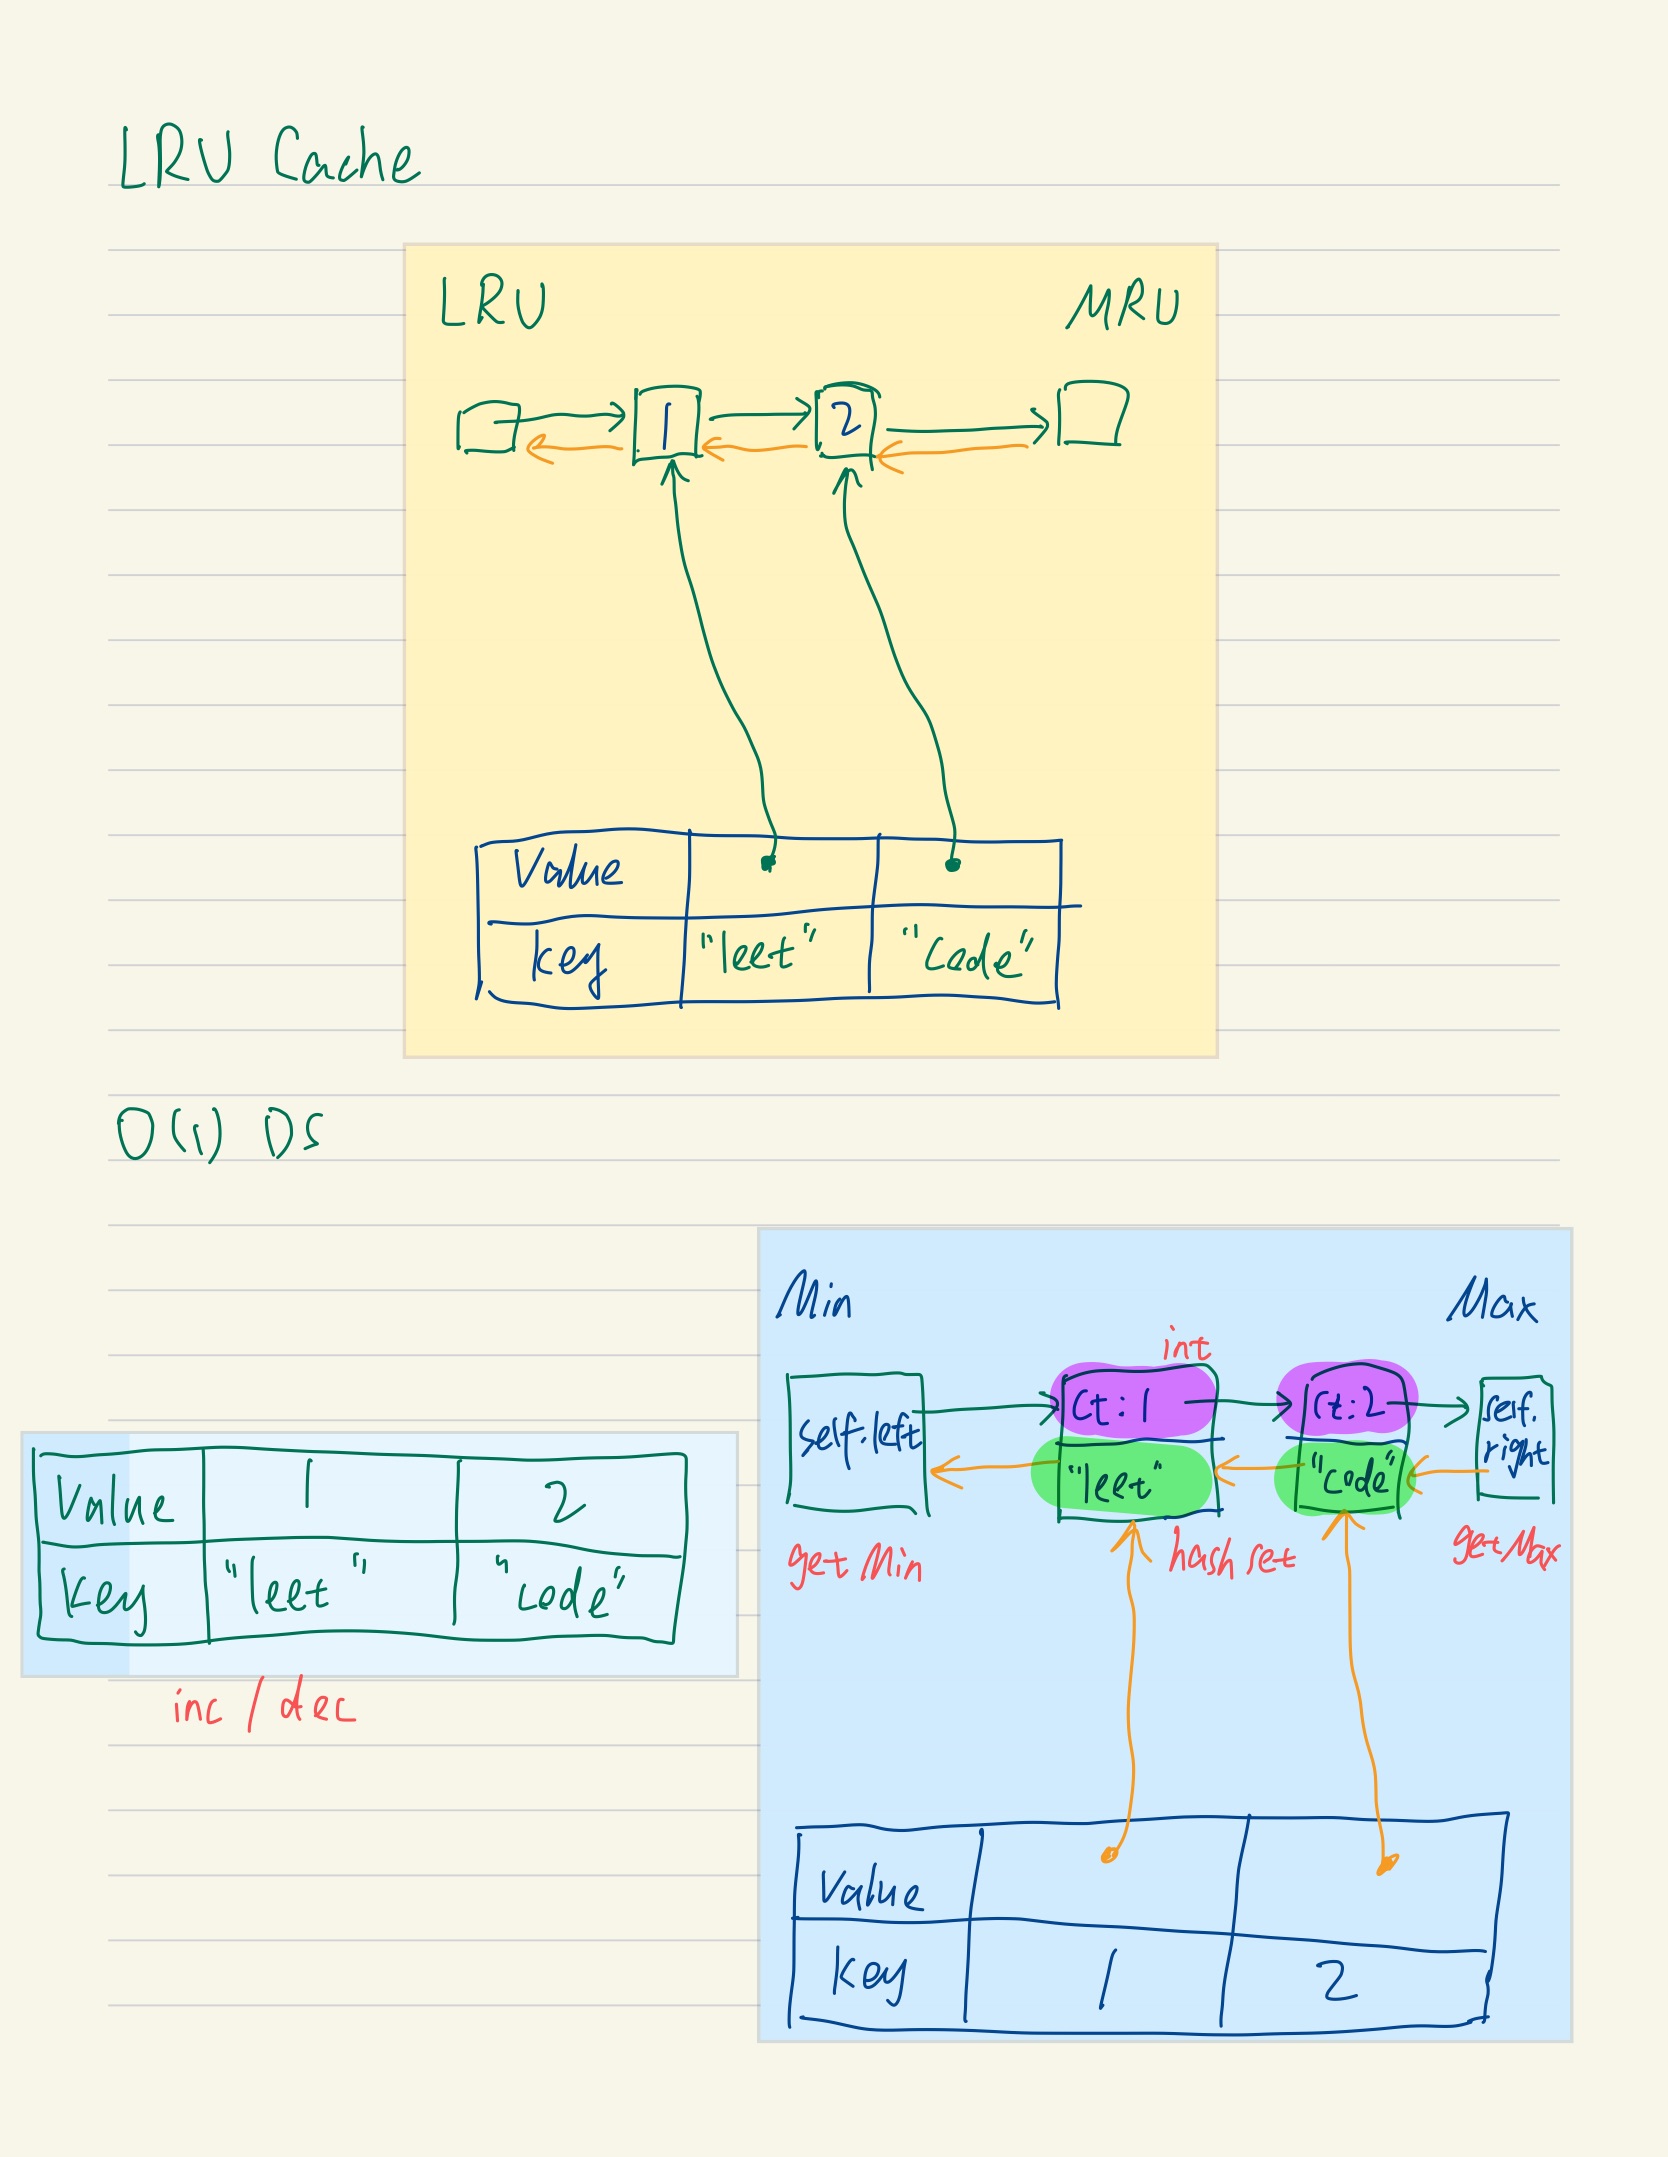 LRU Cache
LRU MRU
1 2
Value
key "leet" "Code"
O(1) DS
Min Max
int
self.left Ct:1 Ct:2 self.
right
"leet" "code"
get Min hash set getMax
Value 1 2
Key "leet" "code"
inc / dec
Value
Key 1 2